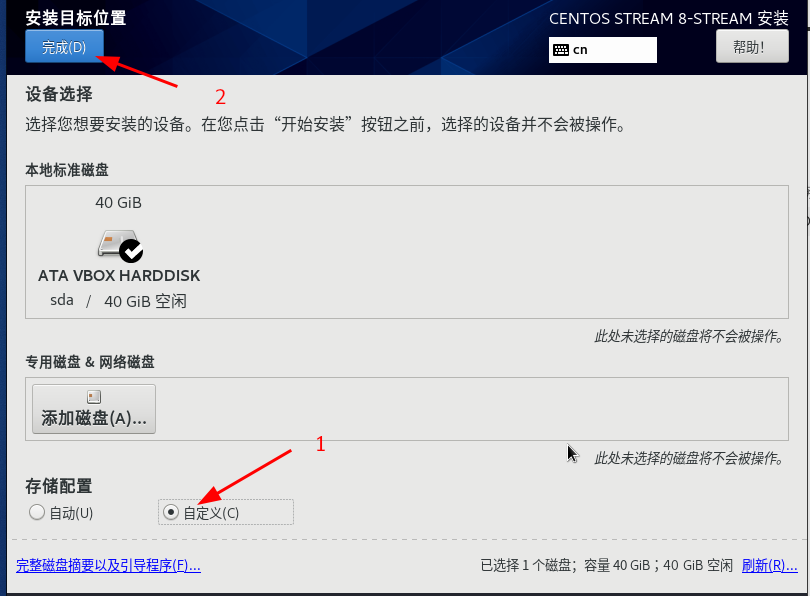 安装目标位置
CENTOS STREAM 8-STREAM 安装
完成(D)
cn
帮助！
2
设备选择
选择您想要安装的设备。在您点击“开始安装”按钮之前，选择的设备并不会被操作。
本地标准磁盘
40 GiB
ATA VBOX HARDDISK
sda / 40 GiB 空闲
此处未选择的磁盘将不会被操作。
专用磁盘 & 网络磁盘
添加磁盘(A)...
1
此处未选择的磁盘将不会被操作。
存储配置
自动(U) 自定义(C)
完整磁盘摘要以及引导程序(F)... 已选择 1 个磁盘；容量 40 GiB；40 GiB 空闲 刷新(R)...